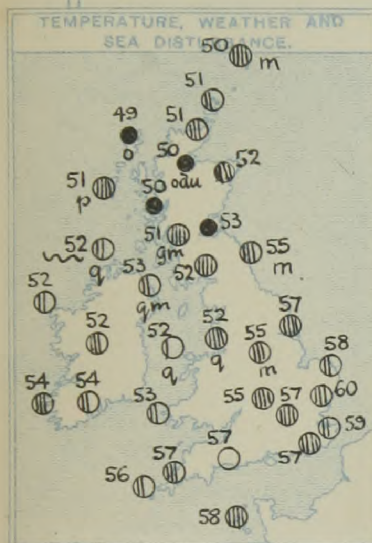 TEMPERATURE, WEATHER AND
SEA DISTURBANCE.
50 m
51
49 51
o 50 52
51 50 odu
p 53
51
52 gm 55
q 53 52 m
52 qm 57
52 52 52 55 58
q q m
54 54 55 57 60
53 59
57 57
56 57
58